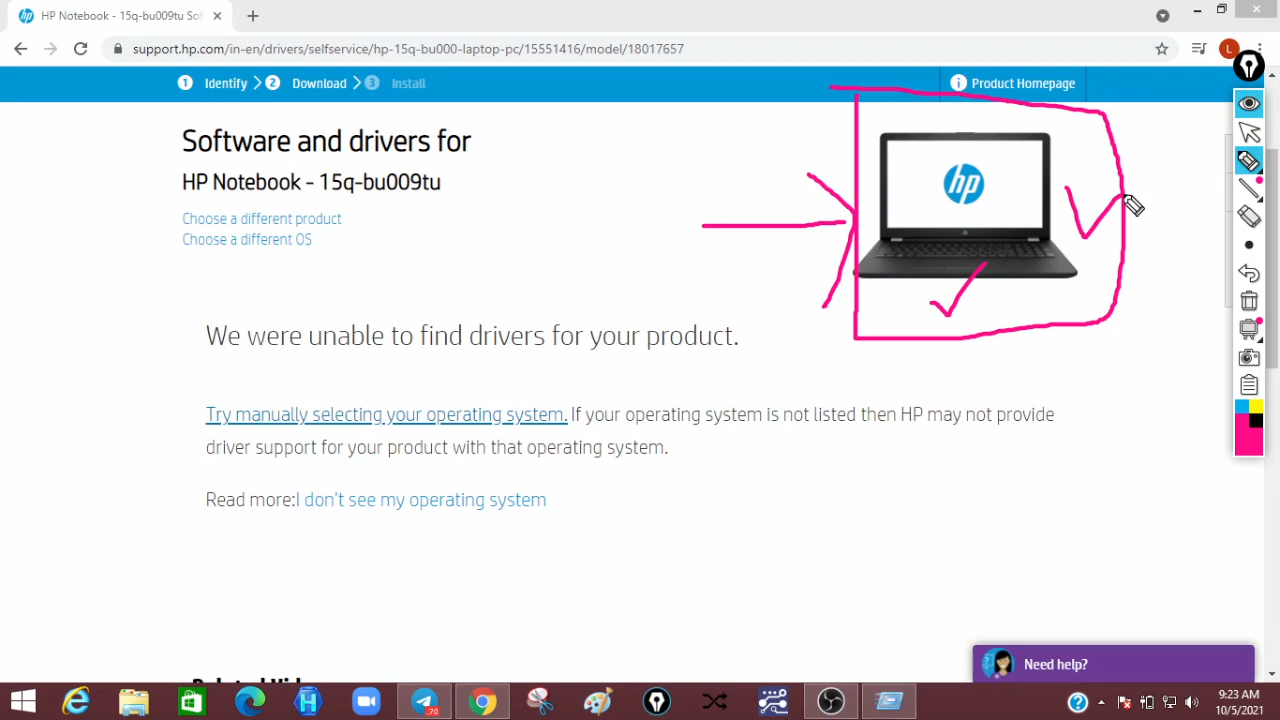 HP Notebook - 15q-bu009tu Sof
support.hp.com/in-en/drivers/selfservice/hp-15q-bu000-laptop-pc/15551416/model/18017657
L
1 Identify 2 Download 3 Install
i Product Homepage
Software and drivers for
hp
HP Notebook - 15q-bu009tu
Choose a different product
Choose a different OS
We were unable to find drivers for your product.
Try manually selecting your operating system. If your operating system is not listed then HP may not provide
driver support for your product with that operating system.
Read more:I don't see my operating system
Need help?
70
9:23 AM
10/5/2021